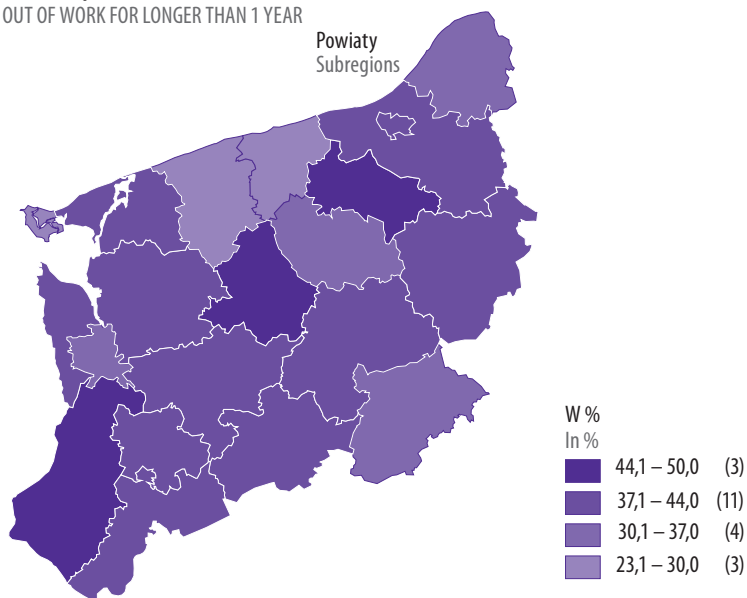 OUT OF WORK FOR LONGER THAN 1 YEAR
Powiaty
Subregions
W %
In %
44,1 – 50,0 (3)
37,1 – 44,0 (11)
30,1 – 37,0 (4)
23,1 – 30,0 (3)